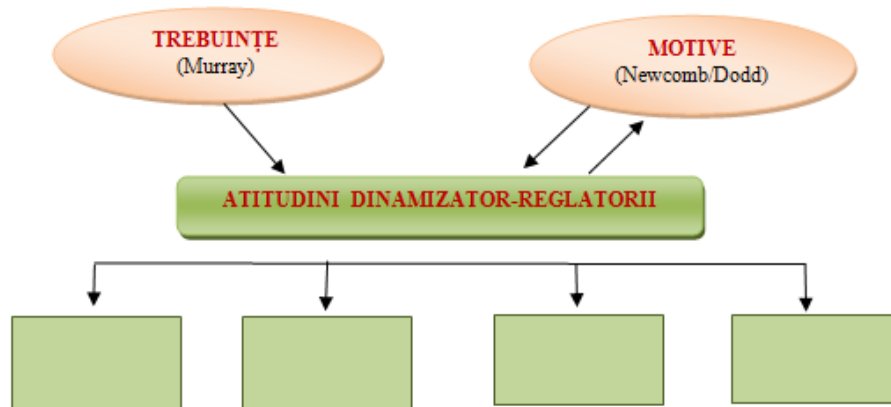 TREBUINȚE
(Murray)
MOTIVE
(Newcomb/Dodd)
ATITUDINI DINAMIZATOR-REGLATORII